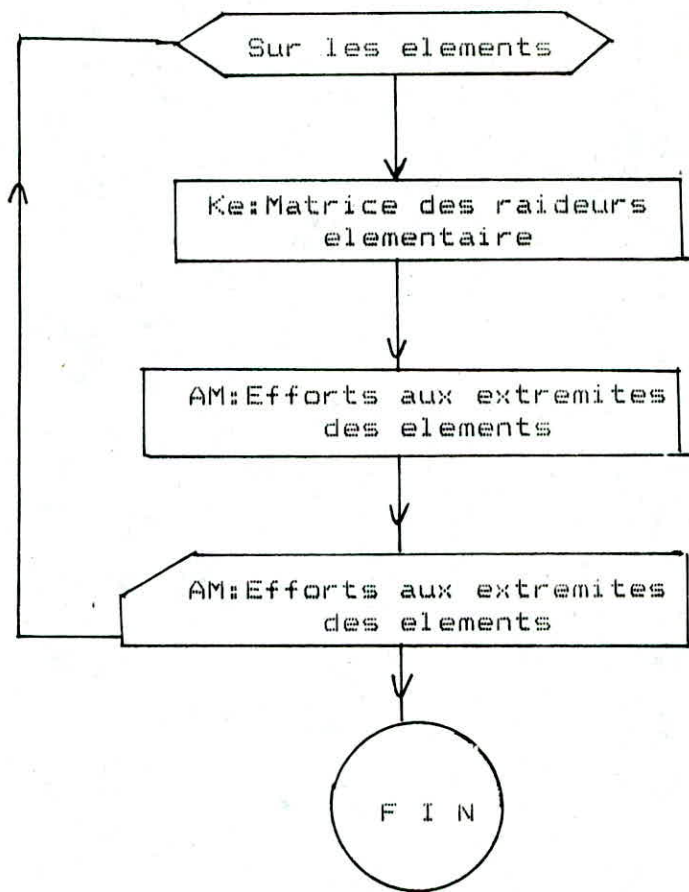 Sur les elements
Ke:Matrice des raideurs
elementaire
AM:Efforts aux extremites
des elements
AM:Efforts aux extremites
des elements
F I N